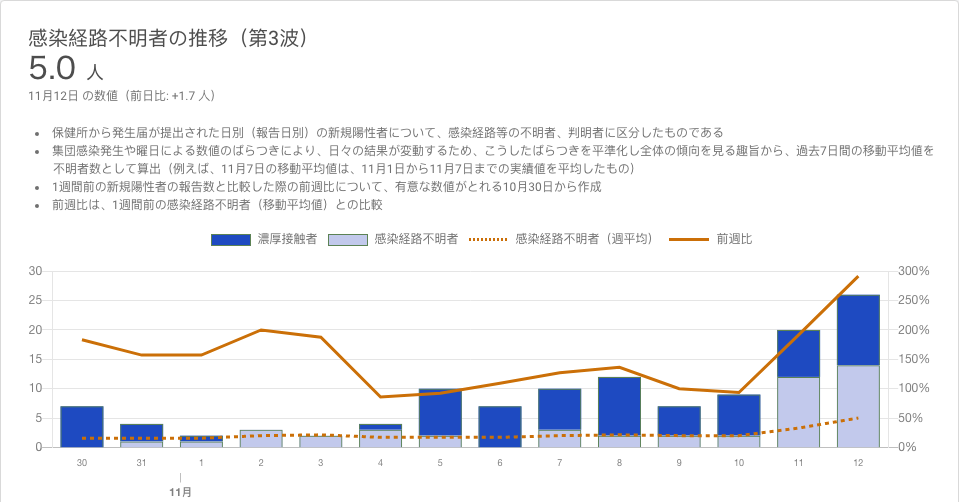 感染経路不明者の推移（第3波）
5.0 人
11月12日 の数値（前日比: +1.7 人）
• 保健所から発生届が提出された日別（報告日別）の新規陽性者について、感染経路等の不明者、判明者に区分したものである
• 集団感染発生や曜日による数値のばらつきにより、日々の結果が変動するため、こうしたばらつきを平準化し全体の傾向を見る趣旨から、過去7日間の移動平均値を
不明者数として算出（例えば、11月7日の移動平均値は、11月1日から11月7日までの実績値を平均したもの）
• 1週間前の新規陽性者の報告数と比較した際の前週比について、有意な数値がとれる10月30日から作成
• 前週比は、1週間前の感染経路不明者（移動平均値）との比較
濃厚接触者 感染経路不明者 感染経路不明者（週平均） 前週比
30 300%
25 250%
20 200%
15 150%
10 100%
5 50%
0 0%
30 31 1 2 3 4 5 6 7 8 9 10 11 12
11月